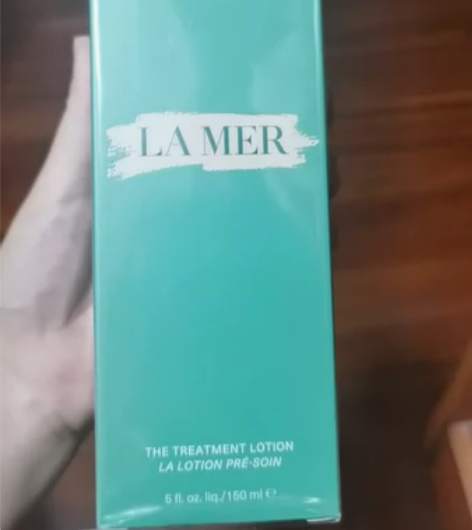 LA MER
THE TREATMENT LOTION
LA LOTION PRÉ-SOIN
5 fl. oz. liq./150 ml ℮